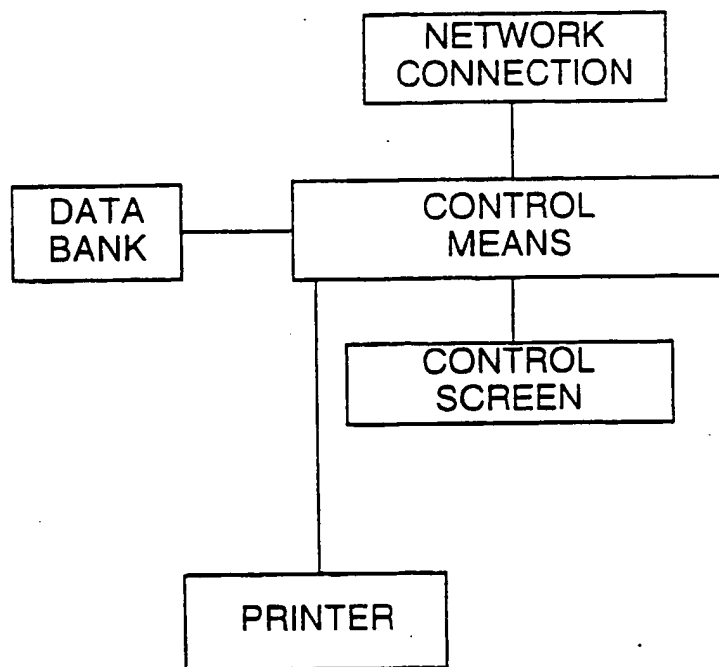 NETWORK
CONNECTION
DATA
BANK
CONTROL
MEANS
CONTROL
SCREEN
PRINTER